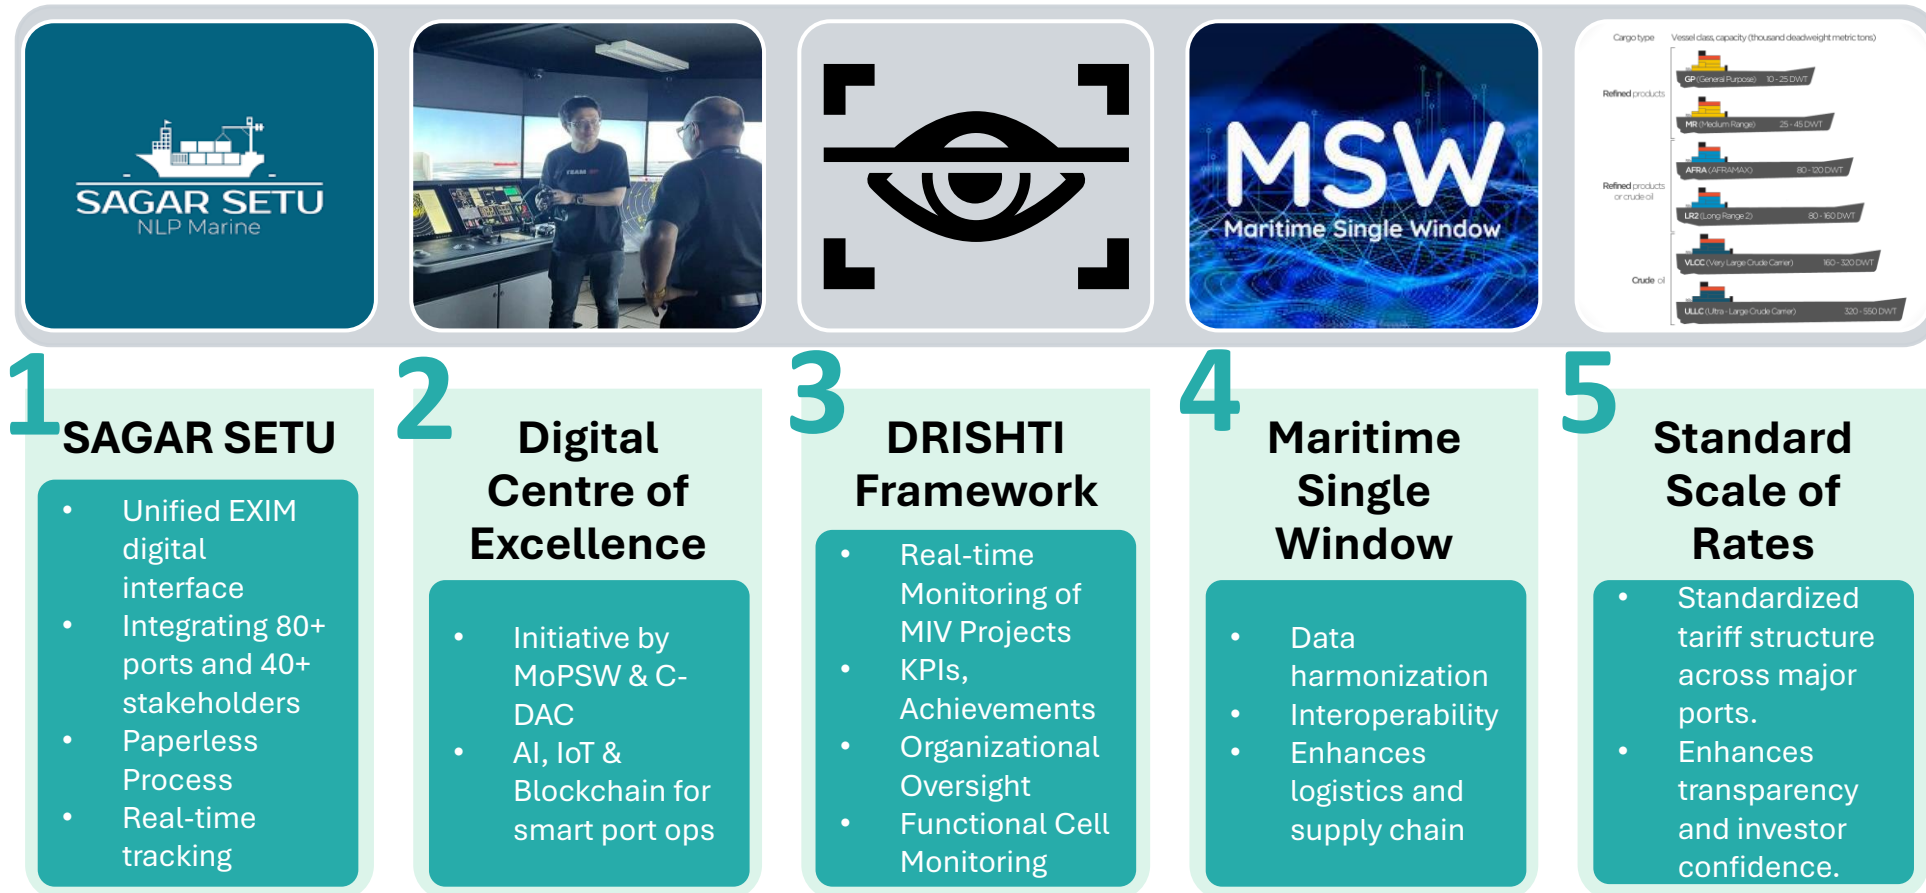 SAGAR SETU
NLP Marine
TEAM
MSW
Maritime Single Window
Cargo type
Vessel class, capacity (thousand deadweight metric tons)
GP (General Purpose) 10 - 25 DWT
Refined products
MR (Medium Range) 25 - 45 DWT
AFRA (AFRAMAX) 80 - 120 DWT
Refined products
or crude oil
LR2 (Long Range 2) 80 - 160 DWT
VLCC (Very Large Crude Carrier) 160 - 320 DWT
Crude oil
ULLC (Ultra - Large Crude Carrier) 320 - 550 DWT
1
SAGAR SETU
• Unified EXIM
digital
interface
• Integrating 80+
ports and 40+
stakeholders
• Paperless
Process
• Real-time
tracking
2
Digital
Centre of
Excellence
• Initiative by
MoPSW & C-
DAC
• AI, IoT &
Blockchain for
smart port ops
3
DRISHTI
Framework
• Real-time
Monitoring of
MIV Projects
• KPIs,
Achievements
• Organizational
Oversight
• Functional Cell
Monitoring
4
Maritime
Single
Window
• Data
harmonization
• Interoperability
• Enhances
logistics and
supply chain
5
Standard
Scale of
Rates
• Standardized
tariff structure
across major
ports.
• Enhances
transparency
and investor
confidence.